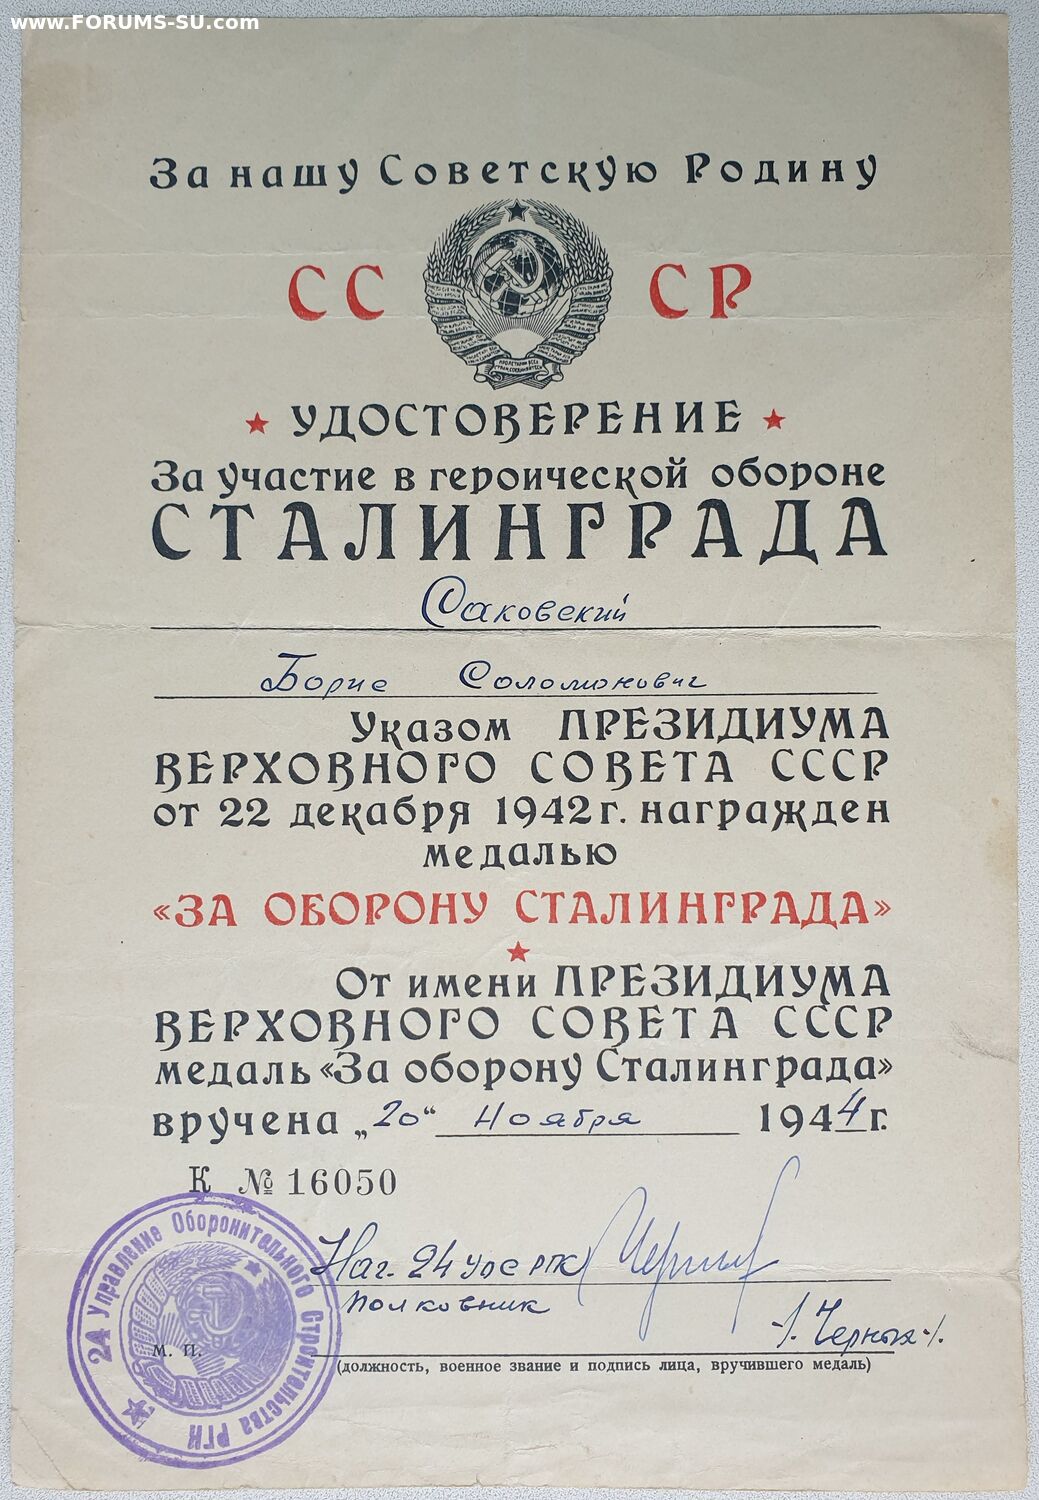 www.FORUMS-SU.com
За нашу Советскую Родину
СС СР
УДОСТОВЕРЕНИЕ
За участие в героической обороне
СТАЛИНГРАДА
Саковский
Борис Соломонович
Указом ПРЕЗИДИУМА
ВЕРХОВНОГО СОВЕТА СССР
от 22 декабря 1942 г. награжден
медалью
«ЗА ОБОРОНУ СТАЛИНГРАДА»
От имени ПРЕЗИДИУМА
ВЕРХОВНОГО СОВЕТА СССР
медаль «За оборону Сталинграда»
вручена „20“ Ноября 1944 г.
К № 16050
Нач. 24 УОС РГК
полковник
/. Черных ./.
м. п.
(должность, военное звание и подпись лица, вручившего медаль)
24 Управление Оборонительного Строительства РГК